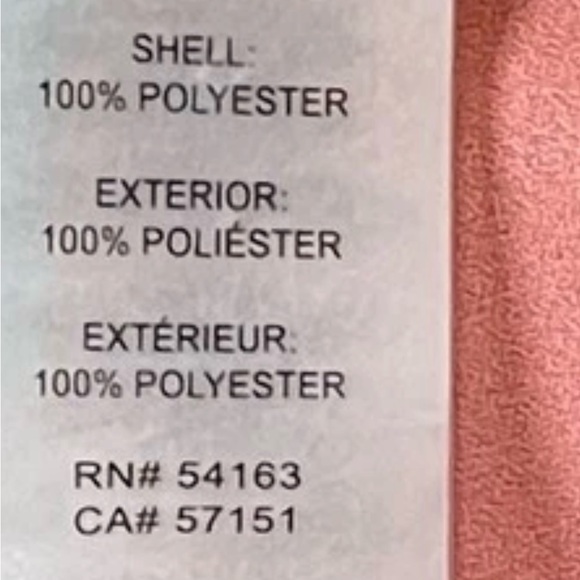 SHELL:
100% POLYESTER
EXTERIOR:
100% POLIÉSTER
EXTÉRIEUR:
100% POLYESTER
RN# 54163
CA# 57151